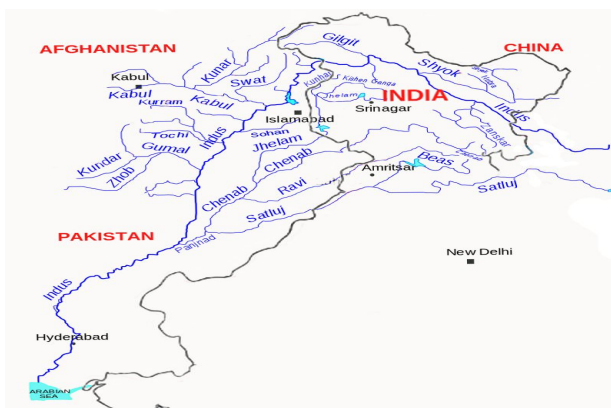 Gilgit
AFGHANISTAN
CHINA
Shyok
Kunar
Kabul
Swat
Kunhar
Kishen Ganga
Kabul
Kurram
Kabul
Jhelam
INDIA
Srinagar
Indus
Islamabad
Zanskar
Tochi
Indus
Sohan
Jhelam
Gumal
Chenab
Beas
Kundar
Zhob
Amritsar
Chenab
Ravi
Satluj
Satluj
PAKISTAN
Panjnad
New Delhi
Indus
Hyderabad
ARABIAN
SEA